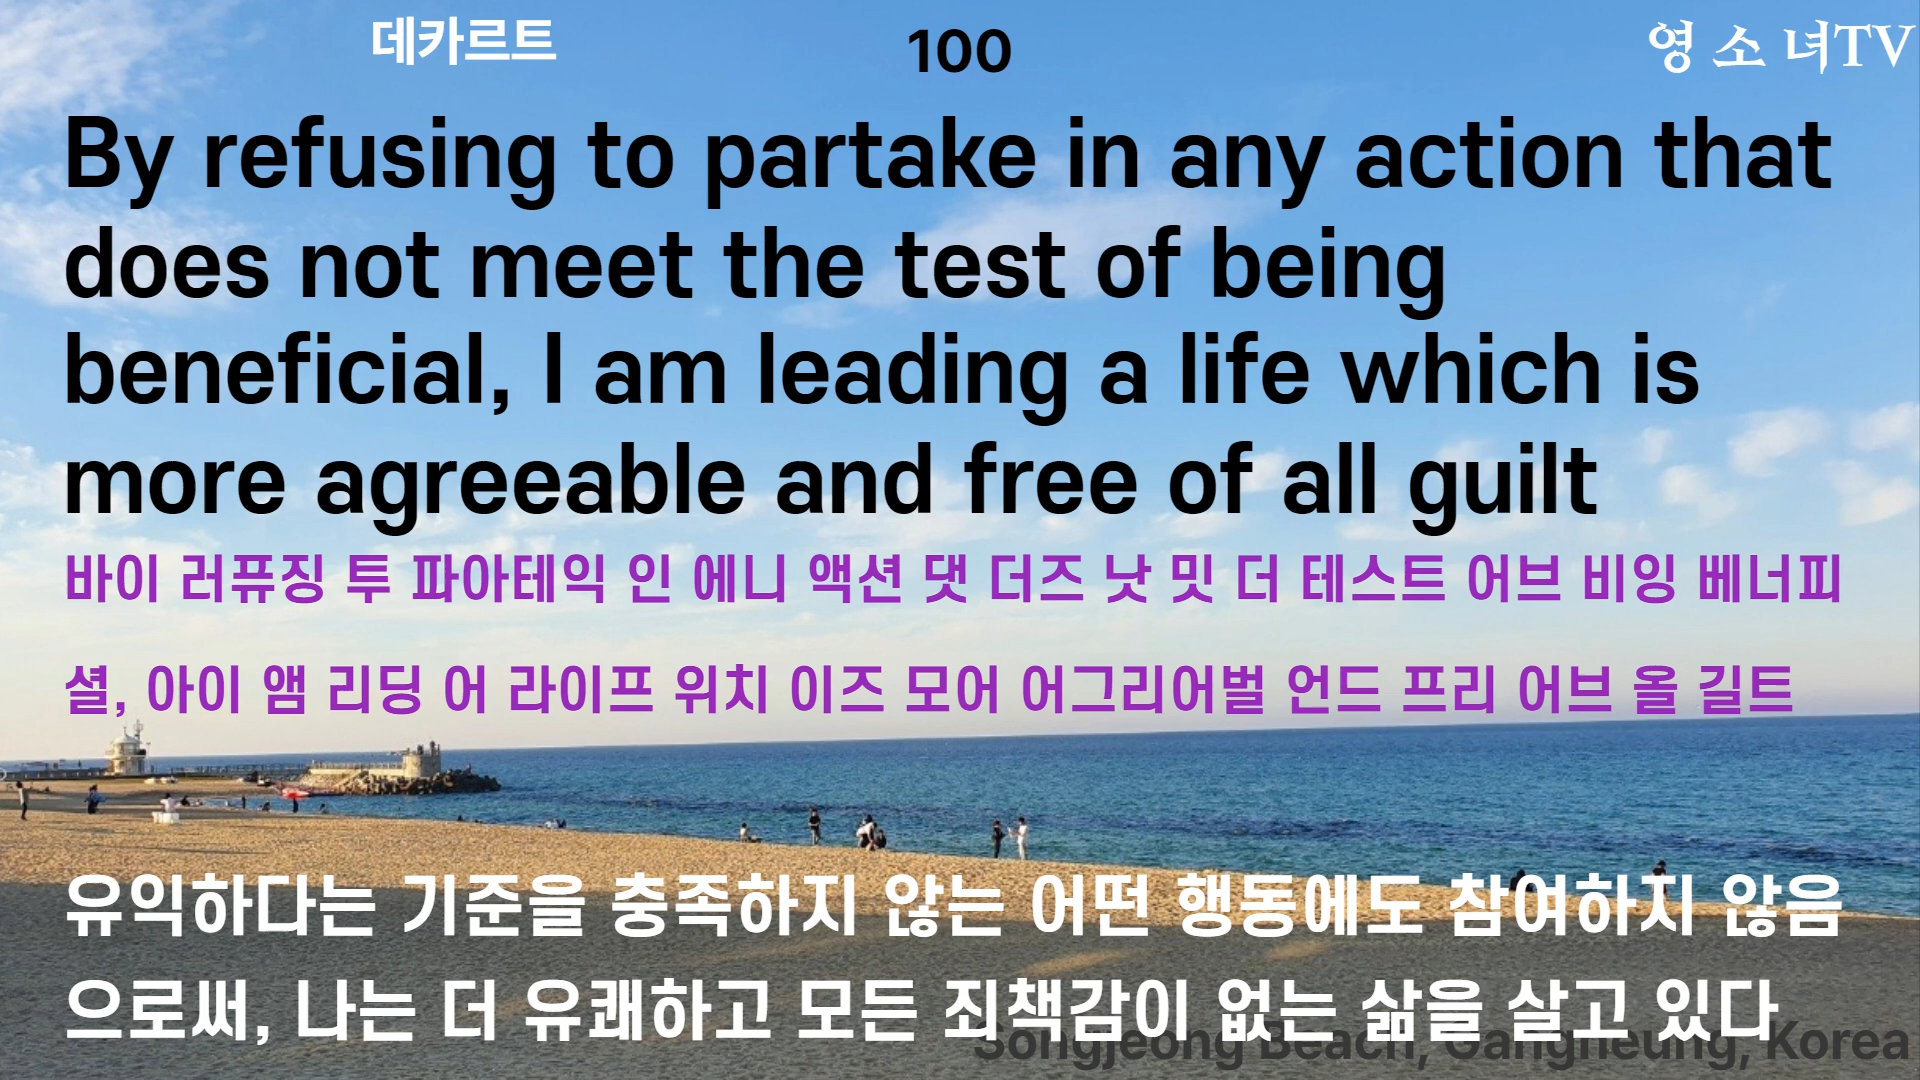 데카르트
100
영 소 녀TV
By refusing to partake in any action that
does not meet the test of being
beneficial, I am leading a life which is
more agreeable and free of all guilt
바이 러퓨징 투 파아테익 인 에니 액션 댓 더즈 낫 밋 더 테스트 어브 비잉 베너피
셜, 아이 앰 리딩 어 라이프 위치 이즈 모어 어그리어벌 언드 프리 어브 올 길트
유익하다는 기준을 충족하지 않는 어떤 행동에도 참여하지 않음
으로써, 나는 더 유쾌하고 모든 죄책감이 없는 삶을 살고 있다
Songjeong Beach, Gangneung, Korea